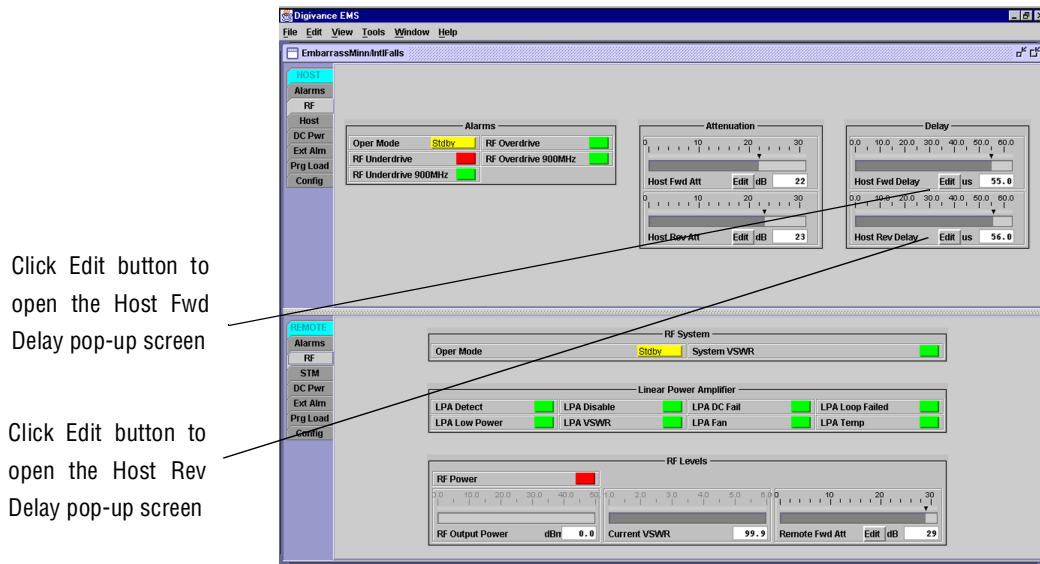 Digivance EMS
File Edit View Tools Window Help
EmbarrassMinn/IntlFalls
HOST
Alarms
RF
Host
DC Pwr
Ext Alm
Prg Load
Config
Alarms
Oper Mode Stdby RF Overdrive
RF Underdrive RF Overdrive 900MHz
RF Underdrive 900MHz
Attenuation
0 10 20 30
Host Fwd Att Edit dB 22
0 10 20 30
Host Rev Att Edit dB 23
Delay
0.0 10.0 20.0 30.0 40.0 50.0 60.0
Host Fwd Delay Edit us 55.0
0.0 10.0 20.0 30.0 40.0 50.0 60.0
Host Rev Delay Edit us 56.0
Click Edit button to
open the Host Fwd
Delay pop-up screen
Click Edit button to
open the Host Rev
Delay pop-up screen
REMOTE
Alarms
RF
STM
DC Pwr
Ext Alm
Prg Load
Config
RF System
Oper Mode Stdby System VSWR
Linear Power Amplifier
LPA Detect LPA Disable LPA DC Fail LPA Loop Failed
LPA Low Power LPA VSWR LPA Fan LPA Temp
RF Levels
RF Power
10.0 20.0 30.0 40.0
RF Output Power dBm 0.0
2.0 3.0 4.0 5.0
Current VSWR 99.9
0 10 20 30
Remote Fwd Att Edit dB 29